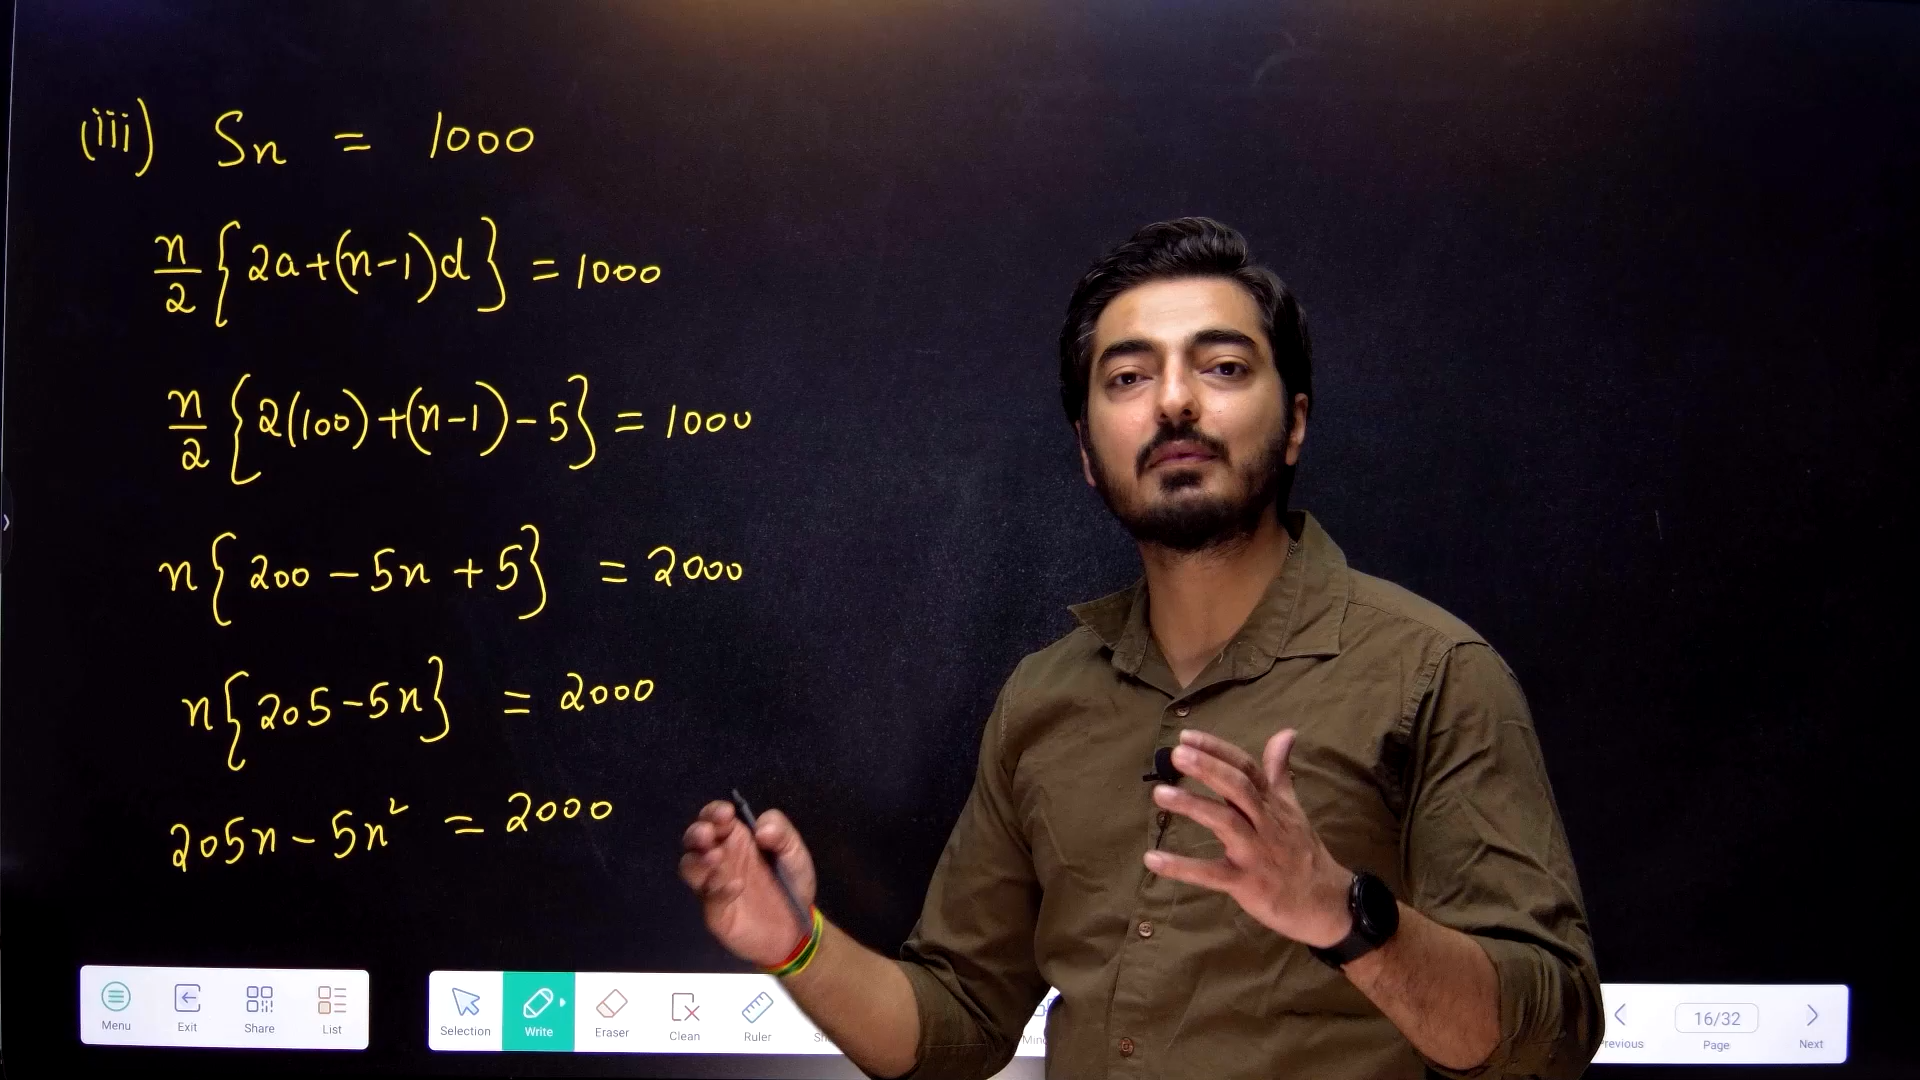 (iii) Sn = 1000
n/2 {2a+(n-1)d} = 1000
n/2 {2(100)+(n-1)-5} = 1000
n{200-5n+5} = 2000
n{205-5n} = 2000
205n-5n² = 2000
Menu Exit Share List Selection Write Eraser Clean Ruler 16/32 Page Next